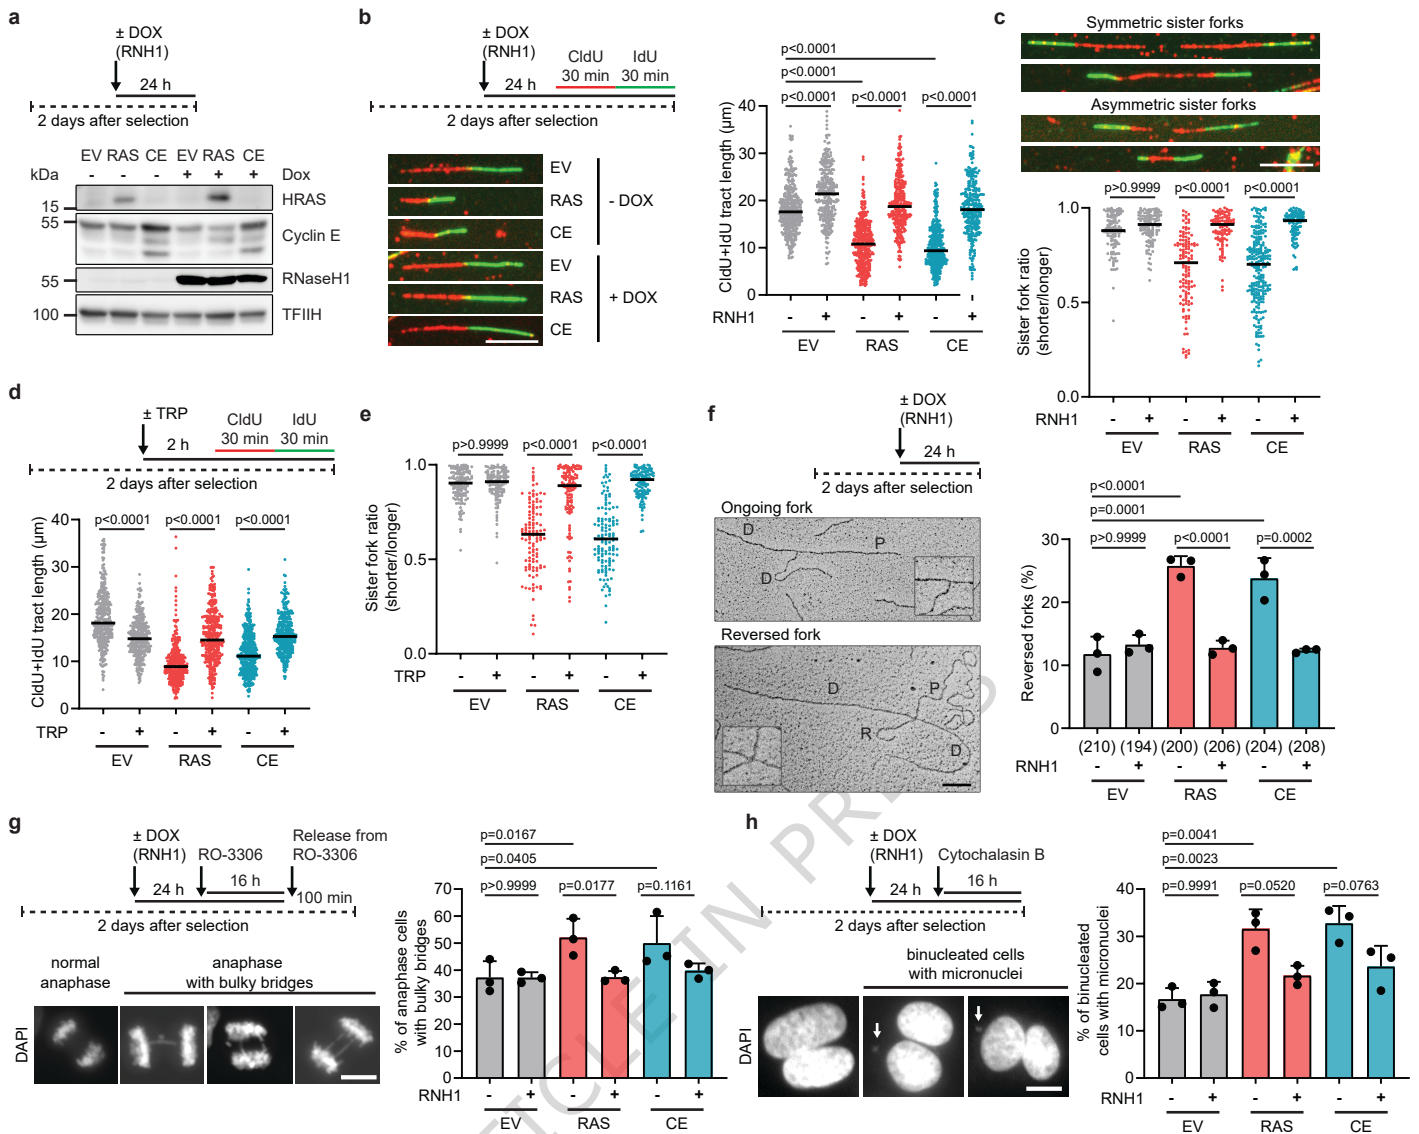 a
± DOX
(RNH1)
24 h
2 days after selection
EV RAS CE EV RAS CE
kDa - - - + + + Dox
15 HRAS
55 Cyclin E
55 RNaseH1
100 TFIIH
b
± DOX
(RNH1)
24 h
CldU
30 min
IdU
30 min
2 days after selection
EV
RAS
CE
- DOX
EV
RAS
CE
+ DOX
p<0.0001
p<0.0001
p<0.0001 p<0.0001 p<0.0001
CldU+IdU tract length (µm)
40
30
20
10
0
RNH1 - + - + - +
EV RAS CE
c
Symmetric sister forks
Asymmetric sister forks
p>0.9999 p<0.0001 p<0.0001
Sister fork ratio
(shorter/longer)
1.0
0.5
0.0
RNH1 - + - + - +
EV RAS CE
d
± TRP
2 h
CldU
30 min
IdU
30 min
2 days after selection
p<0.0001 p<0.0001 p<0.0001
CldU+IdU tract length (µm)
40
30
20
10
0
TRP - + - + - +
EV RAS CE
e
p>0.9999 p<0.0001 p<0.0001
Sister fork ratio
(shorter/longer)
1.0
0.5
0.0
TRP - + - + - +
EV RAS CE
f
± DOX
(RNH1)
24 h
2 days after selection
Ongoing fork
D
P
D
Reversed fork
D
P
R
D
p<0.0001
p=0.0001
p>0.9999 p<0.0001 p=0.0002
Reversed forks (%)
30
20
10
0
(210) (194) (200) (206) (204) (208)
RNH1 - + - + - +
EV RAS CE
g
± DOX
(RNH1)
24 h
RO-3306
16 h
Release from
RO-3306
100 min
2 days after selection
normal
anaphase
anaphase
with bulky bridges
DAPI
p=0.0167
p=0.0405
p>0.9999 p=0.0177 p=0.1161
% of anaphase cells
with bulky bridges
70
60
50
40
30
20
10
0
RNH1 - + - + - +
EV RAS CE
h
± DOX
(RNH1)
24 h
Cytochalasin B
16 h
2 days after selection
binucleated cells
with micronuclei
DAPI
p=0.0041
p=0.0023
p=0.9991 p=0.0520 p=0.0763
% of binucleated
cells with micronuclei
40
30
20
10
0
RNH1 - + - + - +
EV RAS CE